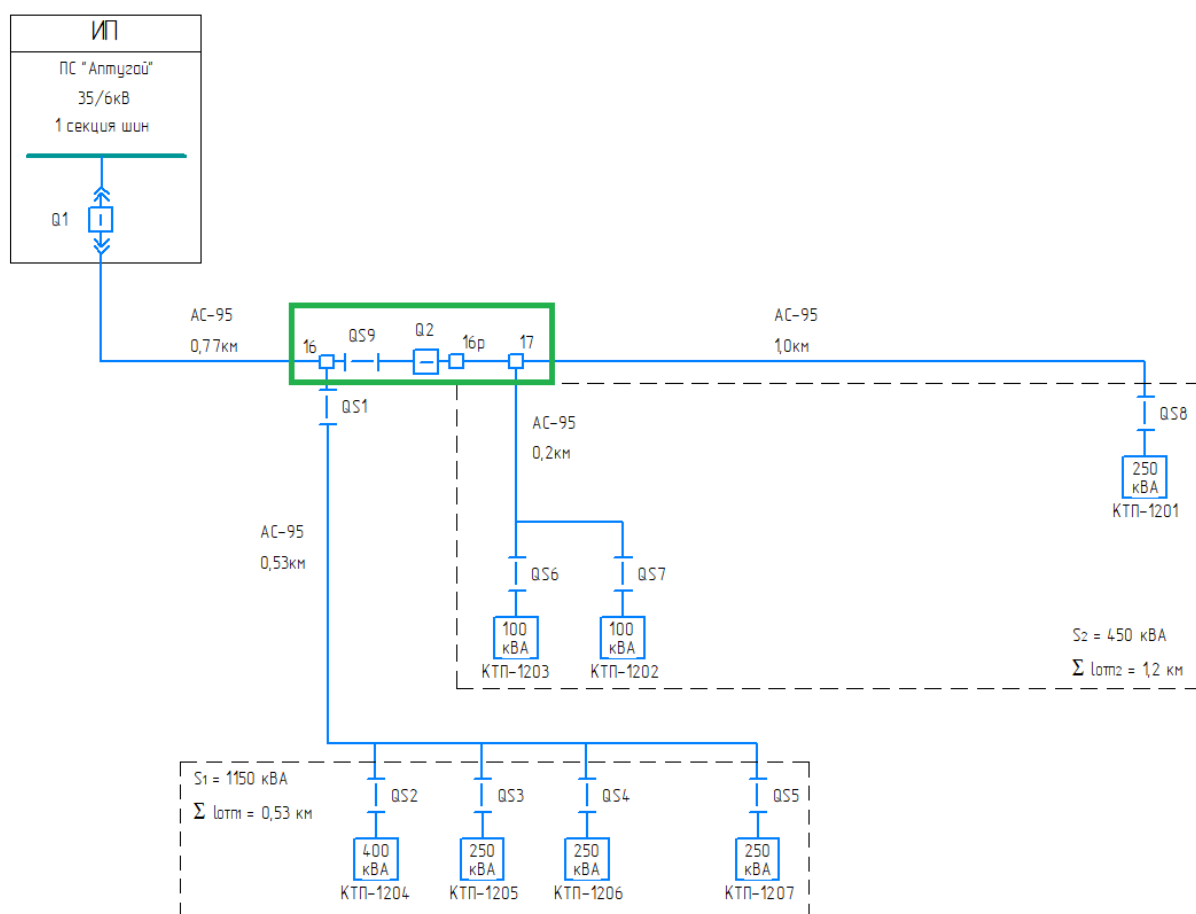 ИП
ПС "Алтугай"
35/6кВ
1 секция шин
Q1
АС-95
0,77км
16
QS9
Q2
16р
17
АС-95
1,0км
QS1
QS8
АС-95
0,2км
250
кВА
КТП-1201
АС-95
0,53км
QS6
QS7
100
кВА
КТП-1203
100
кВА
КТП-1202
S2 = 450 кВА
Σ lотп2 = 1,2 км
S1 = 1150 кВА
Σ lотп1 = 0,53 км
QS2
QS3
QS4
QS5
400
кВА
КТП-1204
250
кВА
КТП-1205
250
кВА
КТП-1206
250
кВА
КТП-1207